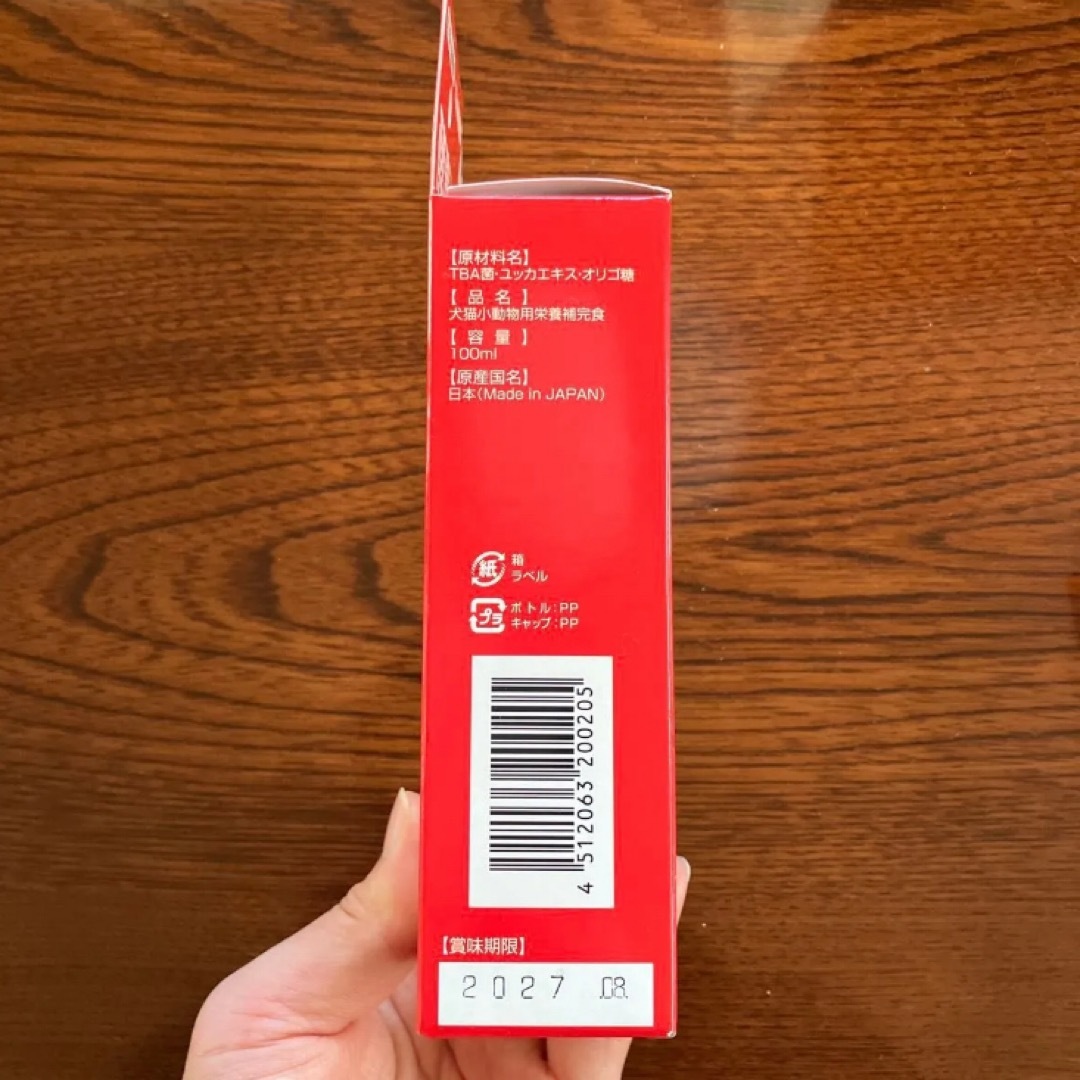 【原材料名】
TBA菌・ユッカエキス・オリゴ糖
【 品 名 】
犬猫小動物用栄養補完食
【 容 量 】
100ml
【原産国名】
日本(Made in JAPAN)
紙
箱
ラベル
プラ
ボトル:PP
キャップ:PP
4 512063 200205
【賞味期限】
2027 .08.